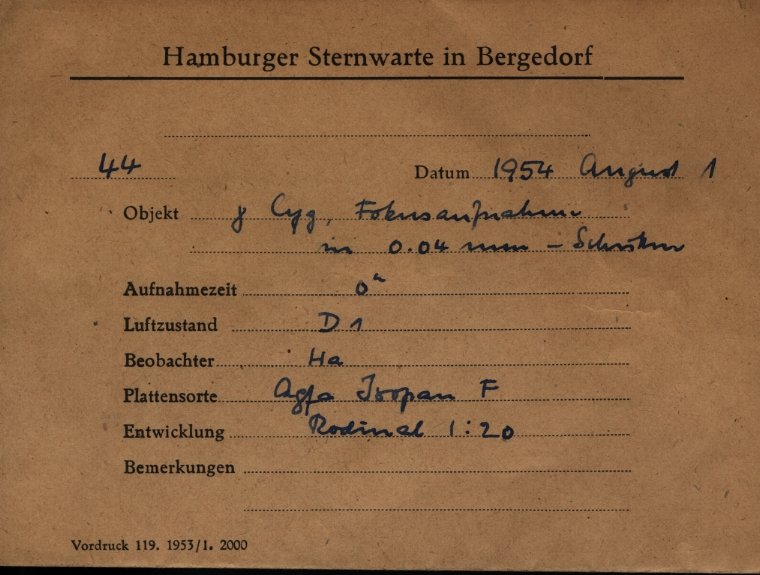 Hamburger Sternwarte in Bergedorf
44 Datum 1954 August 1
Objekt γ Cyg, Fokusaufnahme
in 0.04 mm – Schritten
Aufnahmezeit 0ʰ
Luftzustand D 1
Beobachter Ha
Plattensorte Agfa Isopan F
Entwicklung Rodinal 1:20
Bemerkungen
Vordruck 119. 1953/1. 2000